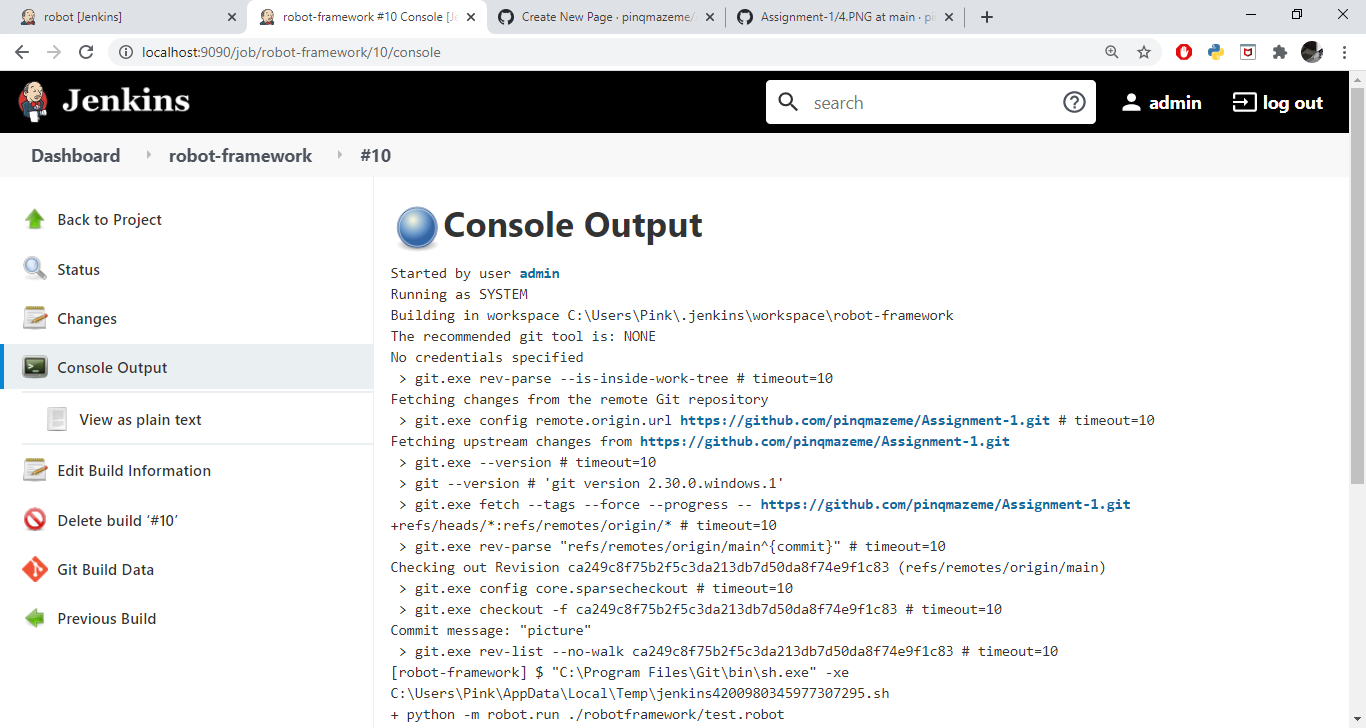 robot [Jenkins]
robot-framework #10 Console [Je
Create New Page · pinqmazeme/
Assignment-1/4.PNG at main · pi
localhost:9090/job/robot-framework/10/console
Jenkins
search
admin
log out
Dashboard
robot-framework
#10
Back to Project
Status
Changes
Console Output
View as plain text
Edit Build Information
Delete build ‘#10’
Git Build Data
Previous Build
Console Output
Started by user admin
Running as SYSTEM
Building in workspace C:\Users\Pink\.jenkins\workspace\robot-framework
The recommended git tool is: NONE
No credentials specified
> git.exe rev-parse --is-inside-work-tree # timeout=10
Fetching changes from the remote Git repository
> git.exe config remote.origin.url https://github.com/pinqmazeme/Assignment-1.git # timeout=10
Fetching upstream changes from https://github.com/pinqmazeme/Assignment-1.git
> git.exe --version # timeout=10
> git --version # 'git version 2.30.0.windows.1'
> git.exe fetch --tags --force --progress -- https://github.com/pinqmazeme/Assignment-1.git
+refs/heads/*:refs/remotes/origin/* # timeout=10
> git.exe rev-parse "refs/remotes/origin/main^{commit}" # timeout=10
Checking out Revision ca249c8f75b2f5c3da213db7d50da8f74e9f1c83 (refs/remotes/origin/main)
> git.exe config core.sparsecheckout # timeout=10
> git.exe checkout -f ca249c8f75b2f5c3da213db7d50da8f74e9f1c83 # timeout=10
Commit message: "picture"
> git.exe rev-list --no-walk ca249c8f75b2f5c3da213db7d50da8f74e9f1c83 # timeout=10
[robot-framework] $ "C:\Program Files\Git\bin\sh.exe" -xe
C:\Users\Pink\AppData\Local\Temp\jenkins4200980345977307295.sh
+ python -m robot.run ./robotframework/test.robot